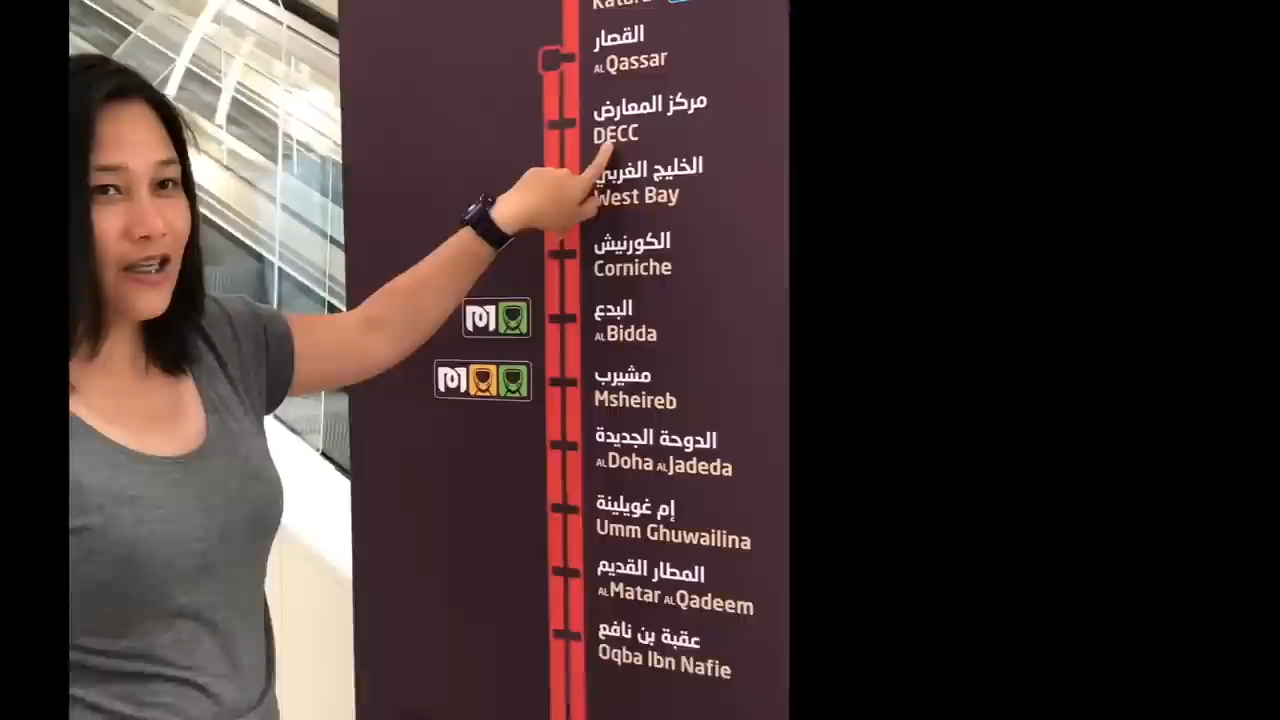 Katara
القصار
AL Qassar
مركز المعارض
DECC
الخليج الغربي
West Bay
الكورنيش
Corniche
البدع
AL Bidda
مشيرب
Msheireb
الدوحة الجديدة
AL Doha AL Jadeda
إم غويلينة
Umm Ghuwailina
المطار القديم
AL Matar AL Qadeem
عقبة بن نافع
Oqba Ibn Nafie